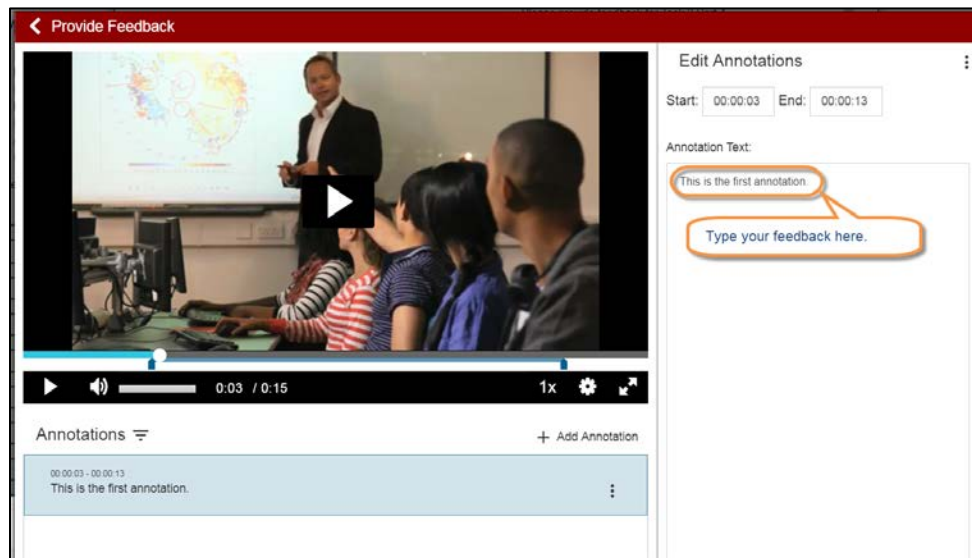 Provide Feedback
Edit Annotations
Start: 00:00:03 End: 00:00:13
Annotation Text:
This is the first annotation.
Type your feedback here.
0:03 / 0:15
1x
Annotations
+ Add Annotation
00:00:03 - 00:00:13
This is the first annotation.